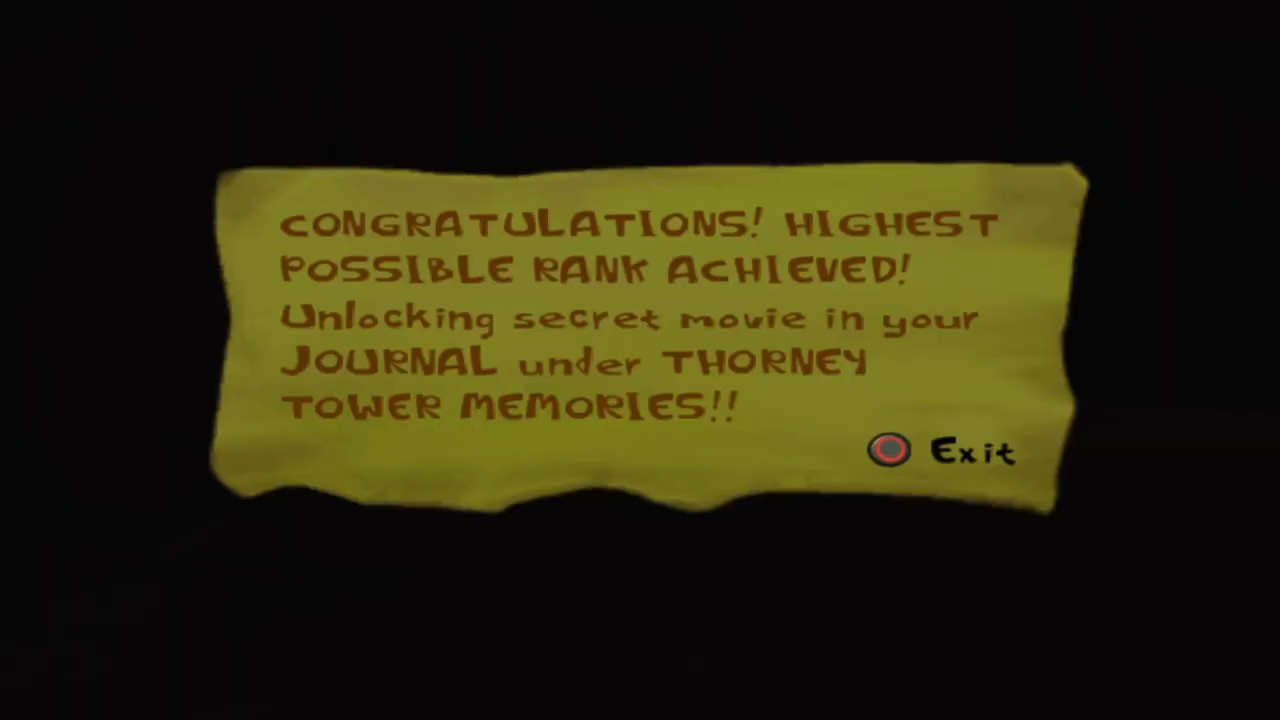 CONGRATULATIONS! HIGHEST
POSSIBLE RANK ACHIEVED!
Unlocking secret movie in your
JOURNAL under THORNEY
TOWER MEMORIES!!
Exit